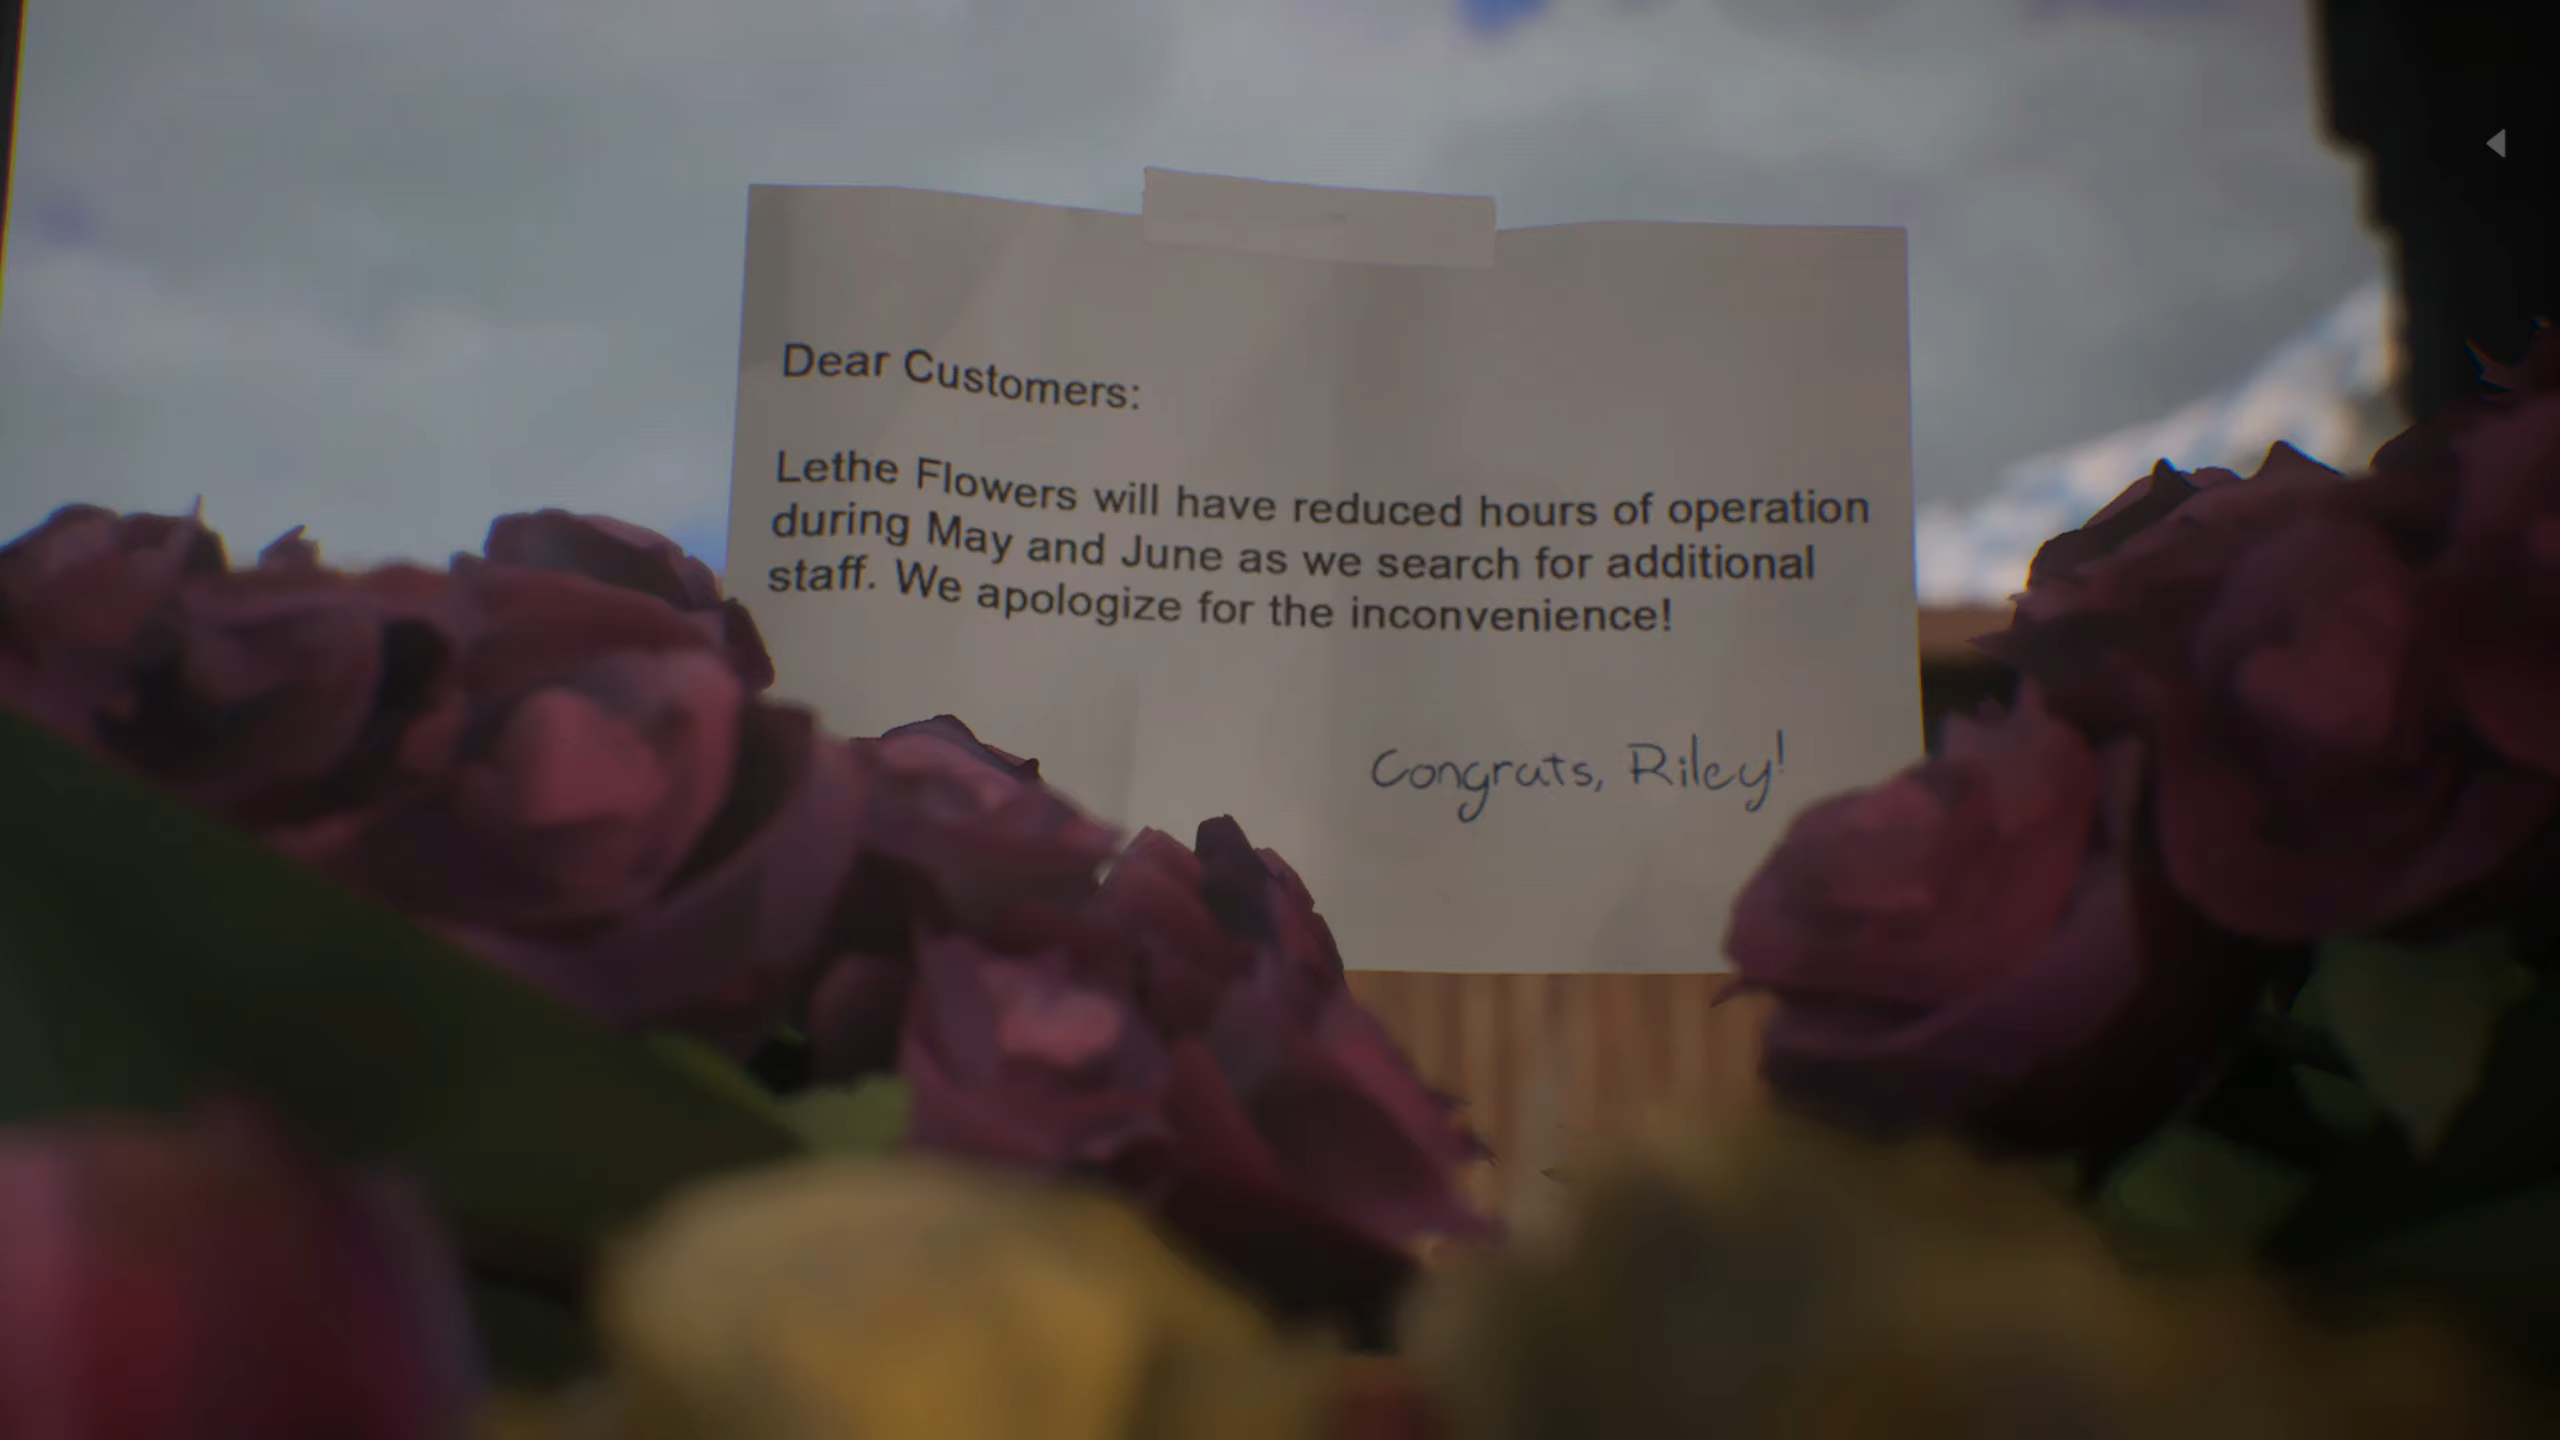 Dear Customers:
Lethe Flowers will have reduced hours of operation
during May and June as we search for additional
staff. We apologize for the inconvenience!
Congrats, Riley!